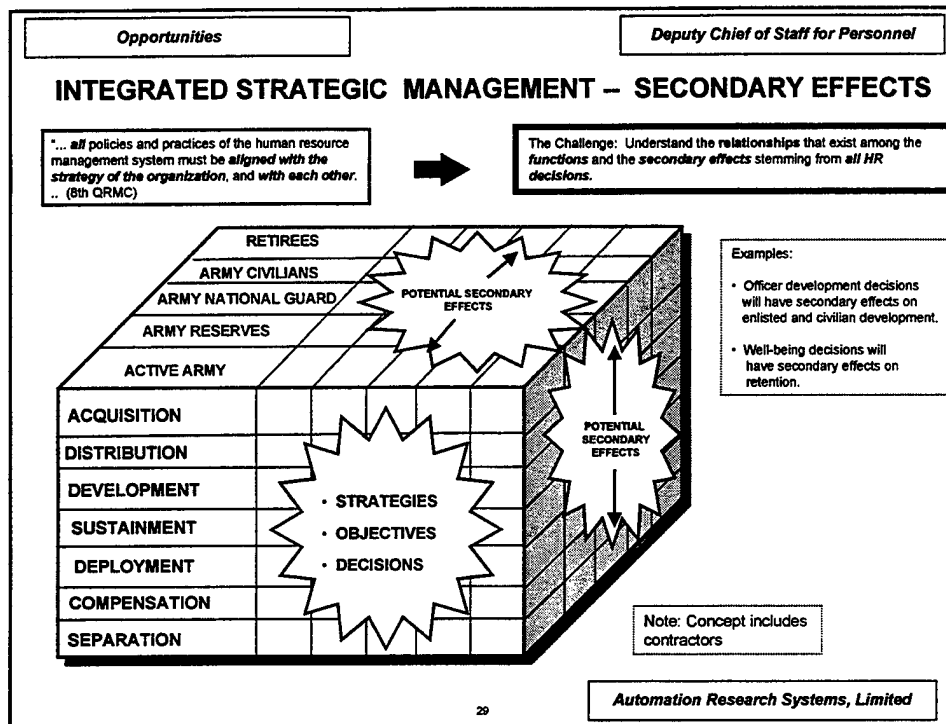 Opportunities
Deputy Chief of Staff for Personnel
INTEGRATED STRATEGIC MANAGEMENT – SECONDARY EFFECTS
"... all policies and practices of the human resource
management system must be aligned with the
strategy of the organization, and with each other.
.. (8th QRMC)
The Challenge: Understand the relationships that exist among the
functions and the secondary effects stemming from all HR
decisions.
RETIREES
ARMY CIVILIANS
ARMY NATIONAL GUARD
ARMY RESERVES
ACTIVE ARMY
POTENTIAL SECONDARY
EFFECTS
ACQUISITION
DISTRIBUTION
DEVELOPMENT
SUSTAINMENT
DEPLOYMENT
COMPENSATION
SEPARATION
• STRATEGIES
• OBJECTIVES
• DECISIONS
POTENTIAL
SECONDARY
EFFECTS
Examples:
• Officer development decisions
will have secondary effects on
enlisted and civilian development.
• Well-being decisions will
have secondary effects on
retention.
Note: Concept includes
contractors
29
Automation Research Systems, Limited